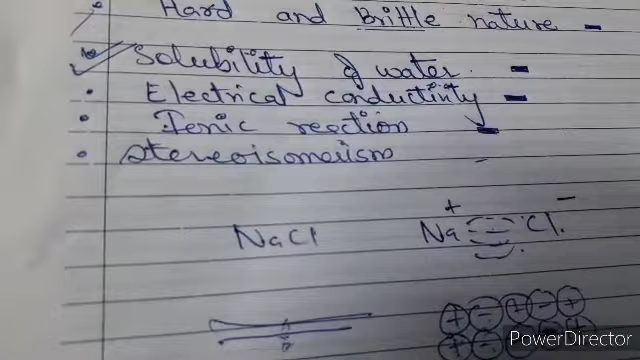 Hard and Brittle nature -
Solubility of water. -
• Electrical conductivity -
• Ionic reaction -
• Stereoisomerism -
+ -
NaCl Na Cl.
+ - + - +
+ -
PowerDirector